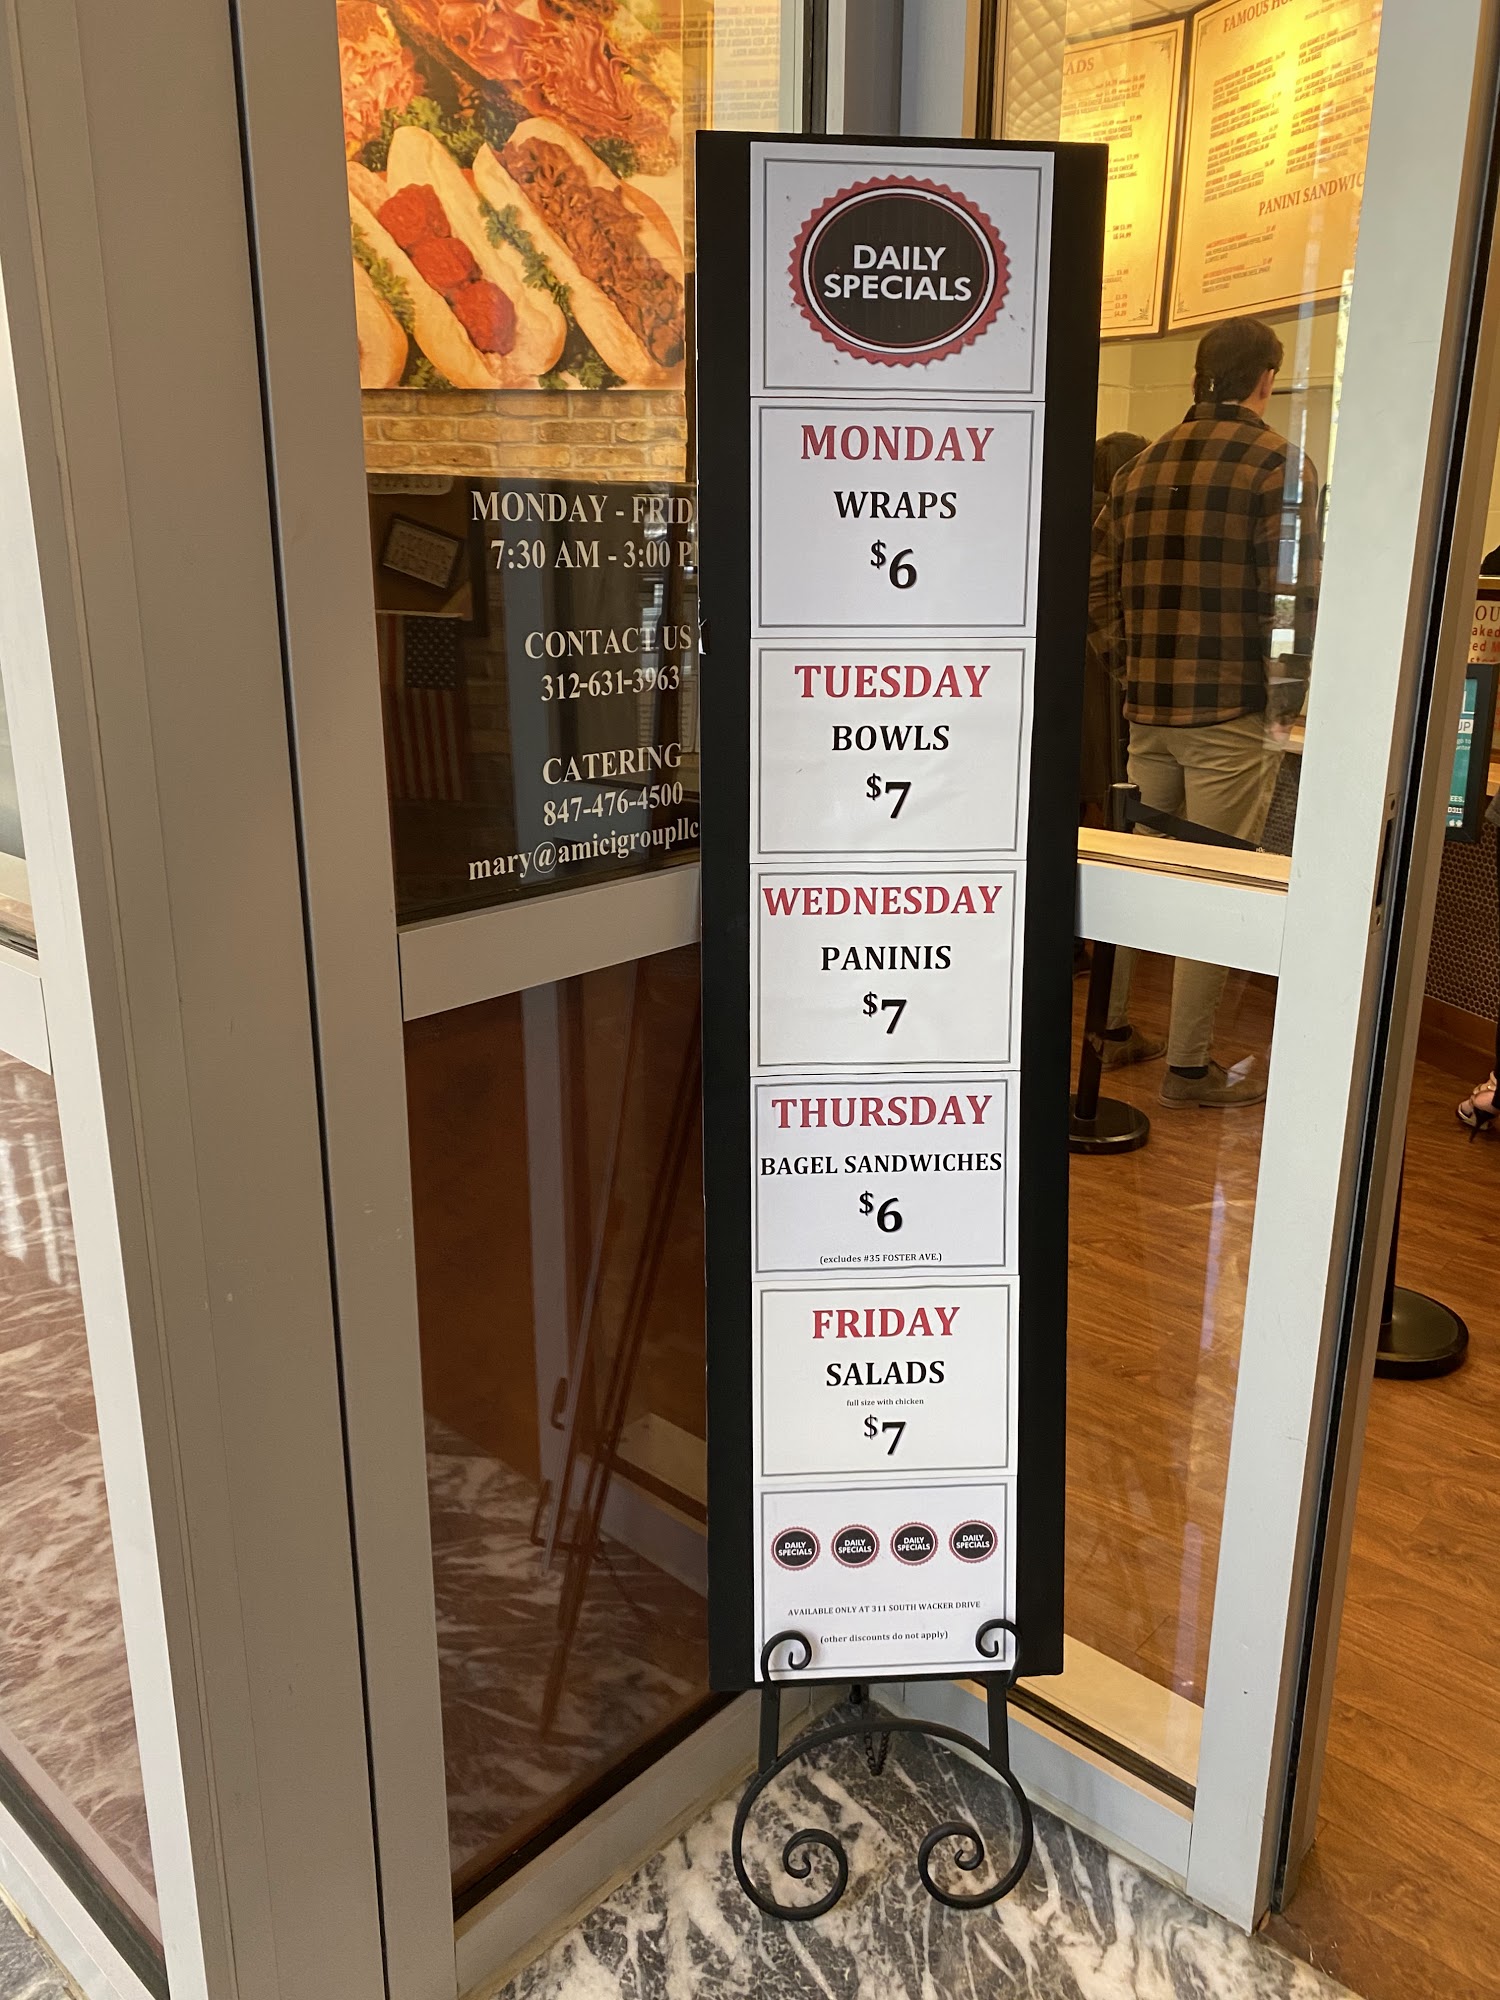 DAILY
SPECIALS
MONDAY
WRAPS
$6
TUESDAY
BOWLS
$7
WEDNESDAY
PANINIS
$7
THURSDAY
BAGEL SANDWICHES
$6
(excludes #35 FOSTER AVE.)
FRIDAY
SALADS
full size with chicken
$7
DAILY
SPECIALS
DAILY
SPECIALS
DAILY
SPECIALS
DAILY
SPECIALS
AVAILABLE ONLY AT 311 SOUTH WACKER DRIVE
(other discounts do not apply)
MONDAY - FRID
7:30 AM - 3:00 P
CONTACT US
312-631-3963
CATERING
847-476-4500
mary@amicigroupllc
ADS
FAMOUS
PANINI SANDWIC